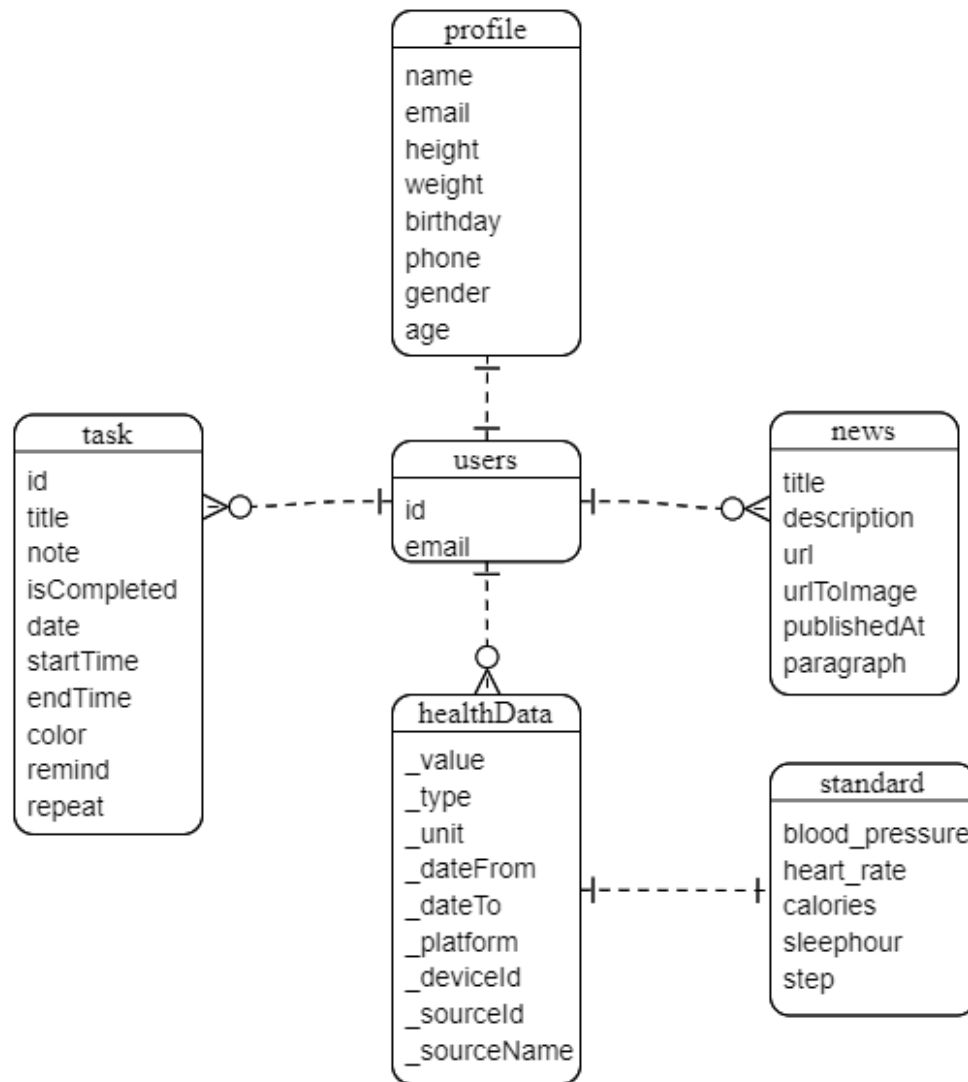 profile
name
email
height
weight
birthday
phone
gender
age
task
id
title
note
isCompleted
date
startTime
endTime
color
remind
repeat
users
id
email
news
title
description
url
urlToImage
publishedAt
paragraph
healthData
_value
_type
_unit
_dateFrom
_dateTo
_platform
_deviceId
_sourceId
_sourceName
standard
blood_pressure
heart_rate
calories
sleephour
step